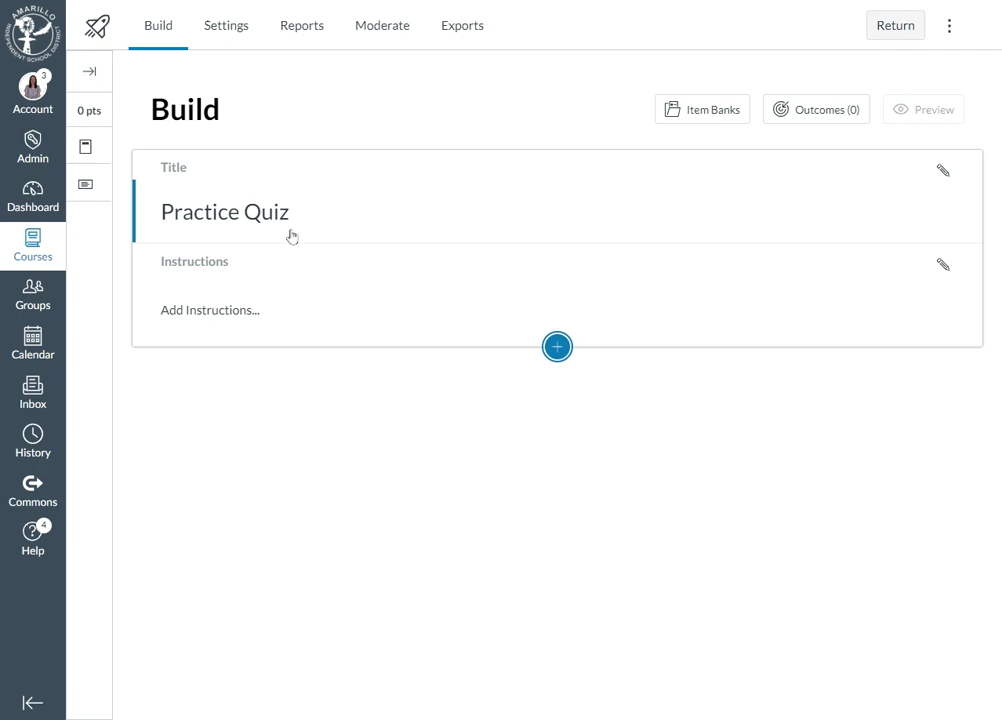 AMARILLO
INDEPENDENT SCHOOL DISTRICT
Build
Settings
Reports
Moderate
Exports
Return
3
Account
0 pts
Build
Item Banks
Outcomes (0)
Preview
Admin
Title
Dashboard
Practice Quiz
Courses
Instructions
Groups
Add Instructions...
Calendar
Inbox
History
Commons
4
Help